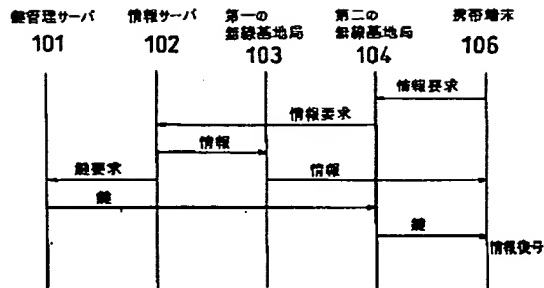 鍵管理サーバ 情報サーバ 第一の 第二の 携帯端末
無線基地局 無線基地局
101 102 103 104 106
情報要求
情報要求
情報
鍵要求 情報
鍵
鍵
情報復号